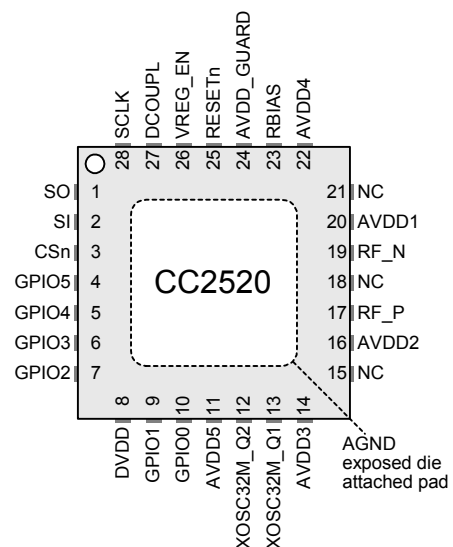 SCLK
DCOUPL
VREG_EN
RESETn
AVDD_GUARD
RBIAS
AVDD4
28
27
26
25
24
23
22
SO 1
SI 2
CSn 3
GPIO5 4
GPIO4 5
GPIO3 6
GPIO2 7
CC2520
21 NC
20 AVDD1
19 RF_N
18 NC
17 RF_P
16 AVDD2
15 NC
8
9
10
11
12
13
14
DVDD
GPIO1
GPIO0
AVDD5
XOSC32M_Q2
XOSC32M_Q1
AVDD3
AGND
exposed die
attached pad